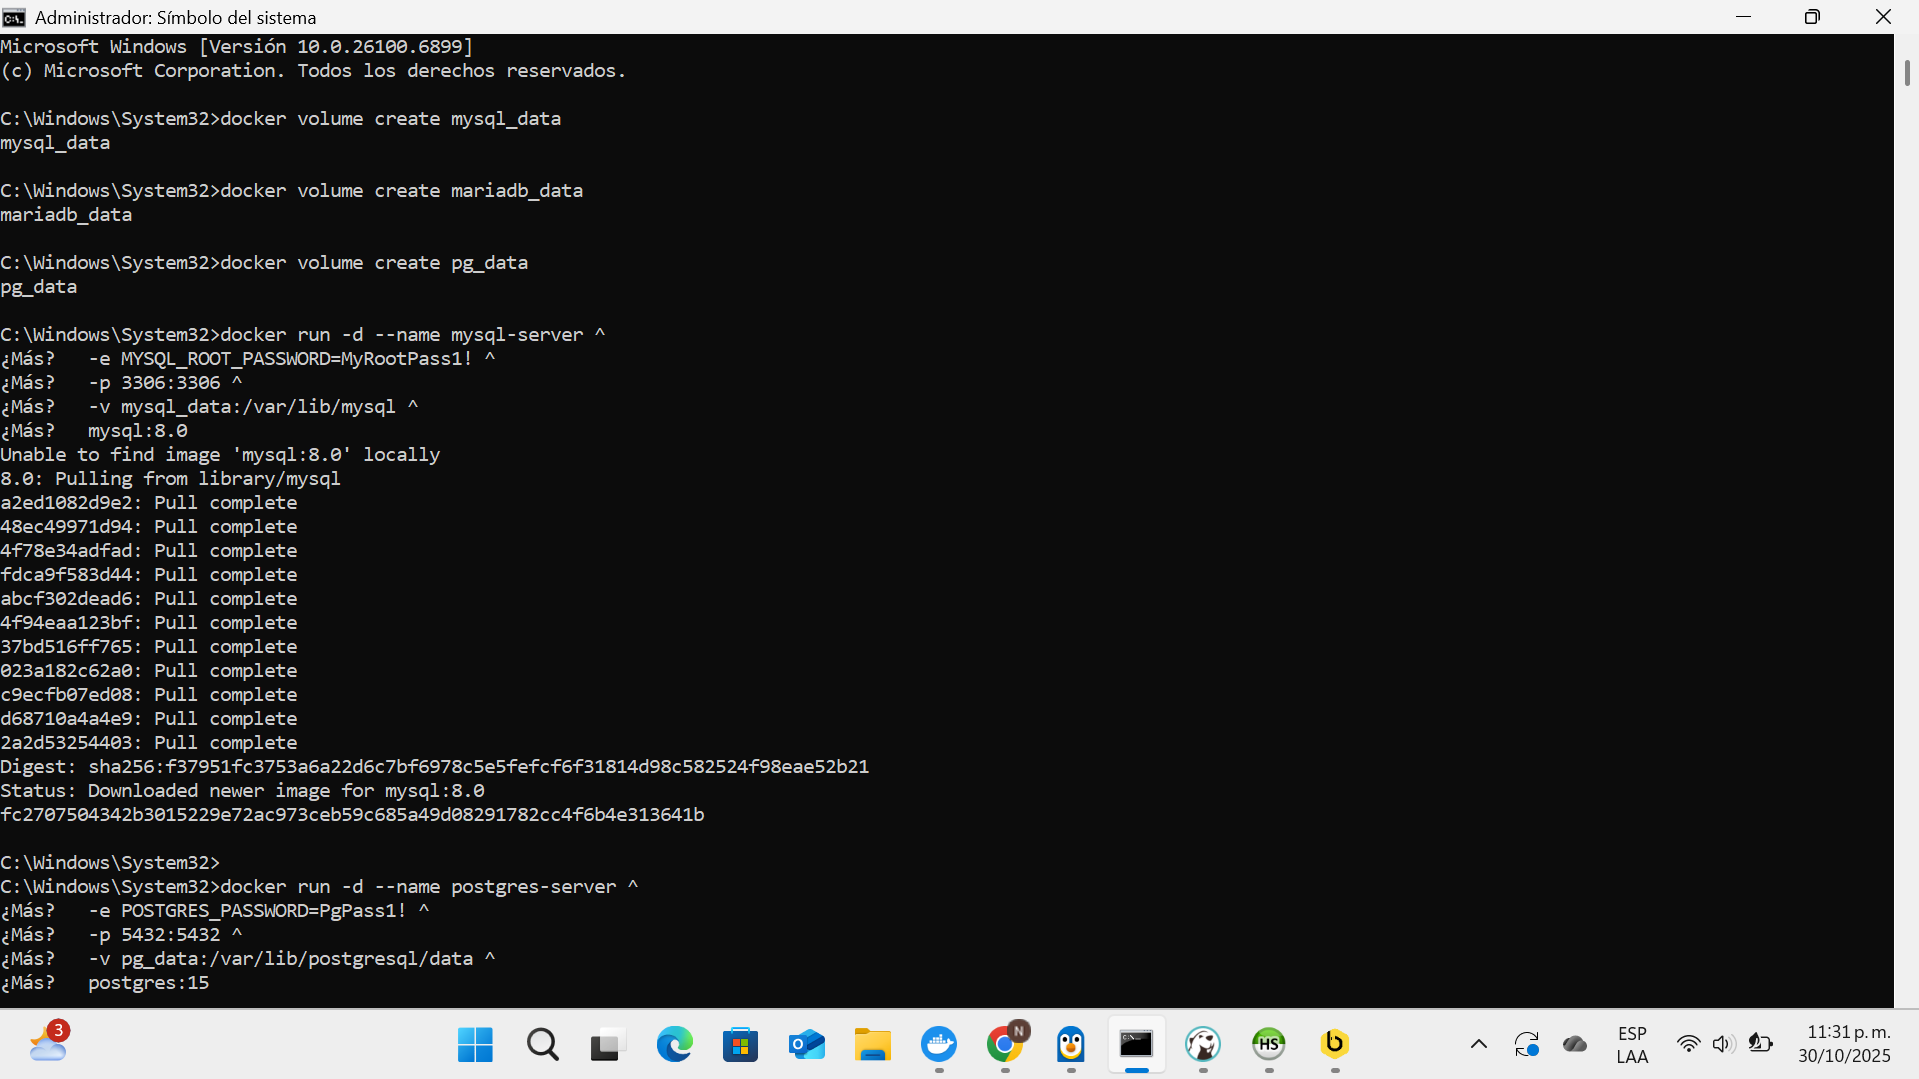 Administrador: Símbolo del sistema
Microsoft Windows [Versión 10.0.26100.6899]
(c) Microsoft Corporation. Todos los derechos reservados.
C:\Windows\System32>docker volume create mysql_data
mysql_data
C:\Windows\System32>docker volume create mariadb_data
mariadb_data
C:\Windows\System32>docker volume create pg_data
pg_data
C:\Windows\System32>docker run -d --name mysql-server ^
¿Más?   -e MYSQL_ROOT_PASSWORD=MyRootPass1! ^
¿Más?   -p 3306:3306 ^
¿Más?   -v mysql_data:/var/lib/mysql ^
¿Más?   mysql:8.0
Unable to find image 'mysql:8.0' locally
8.0: Pulling from library/mysql
a2ed1082d9e2: Pull complete
48ec49971d94: Pull complete
4f78e34adfad: Pull complete
fdca9f583d44: Pull complete
abcf302dead6: Pull complete
4f94eaa123bf: Pull complete
37bd516ff765: Pull complete
023a182c62a0: Pull complete
c9ecfb07ed08: Pull complete
d68710a4a4e9: Pull complete
2a2d53254403: Pull complete
Digest: sha256:f37951fc3753a6a22d6c7bf6978c5e5fefcf6f31814d98c582524f98eae52b21
Status: Downloaded newer image for mysql:8.0
fc2707504342b3015229e72ac973ceb59c685a49d08291782cc4f6b4e313641b
C:\Windows\System32>
C:\Windows\System32>docker run -d --name postgres-server ^
¿Más?   -e POSTGRES_PASSWORD=PgPass1! ^
¿Más?   -p 5432:5432 ^
¿Más?   -v pg_data:/var/lib/postgresql/data ^
¿Más?   postgres:15
3
N
HS
b
ESP
LAA
11:31 p. m.
30/10/2025